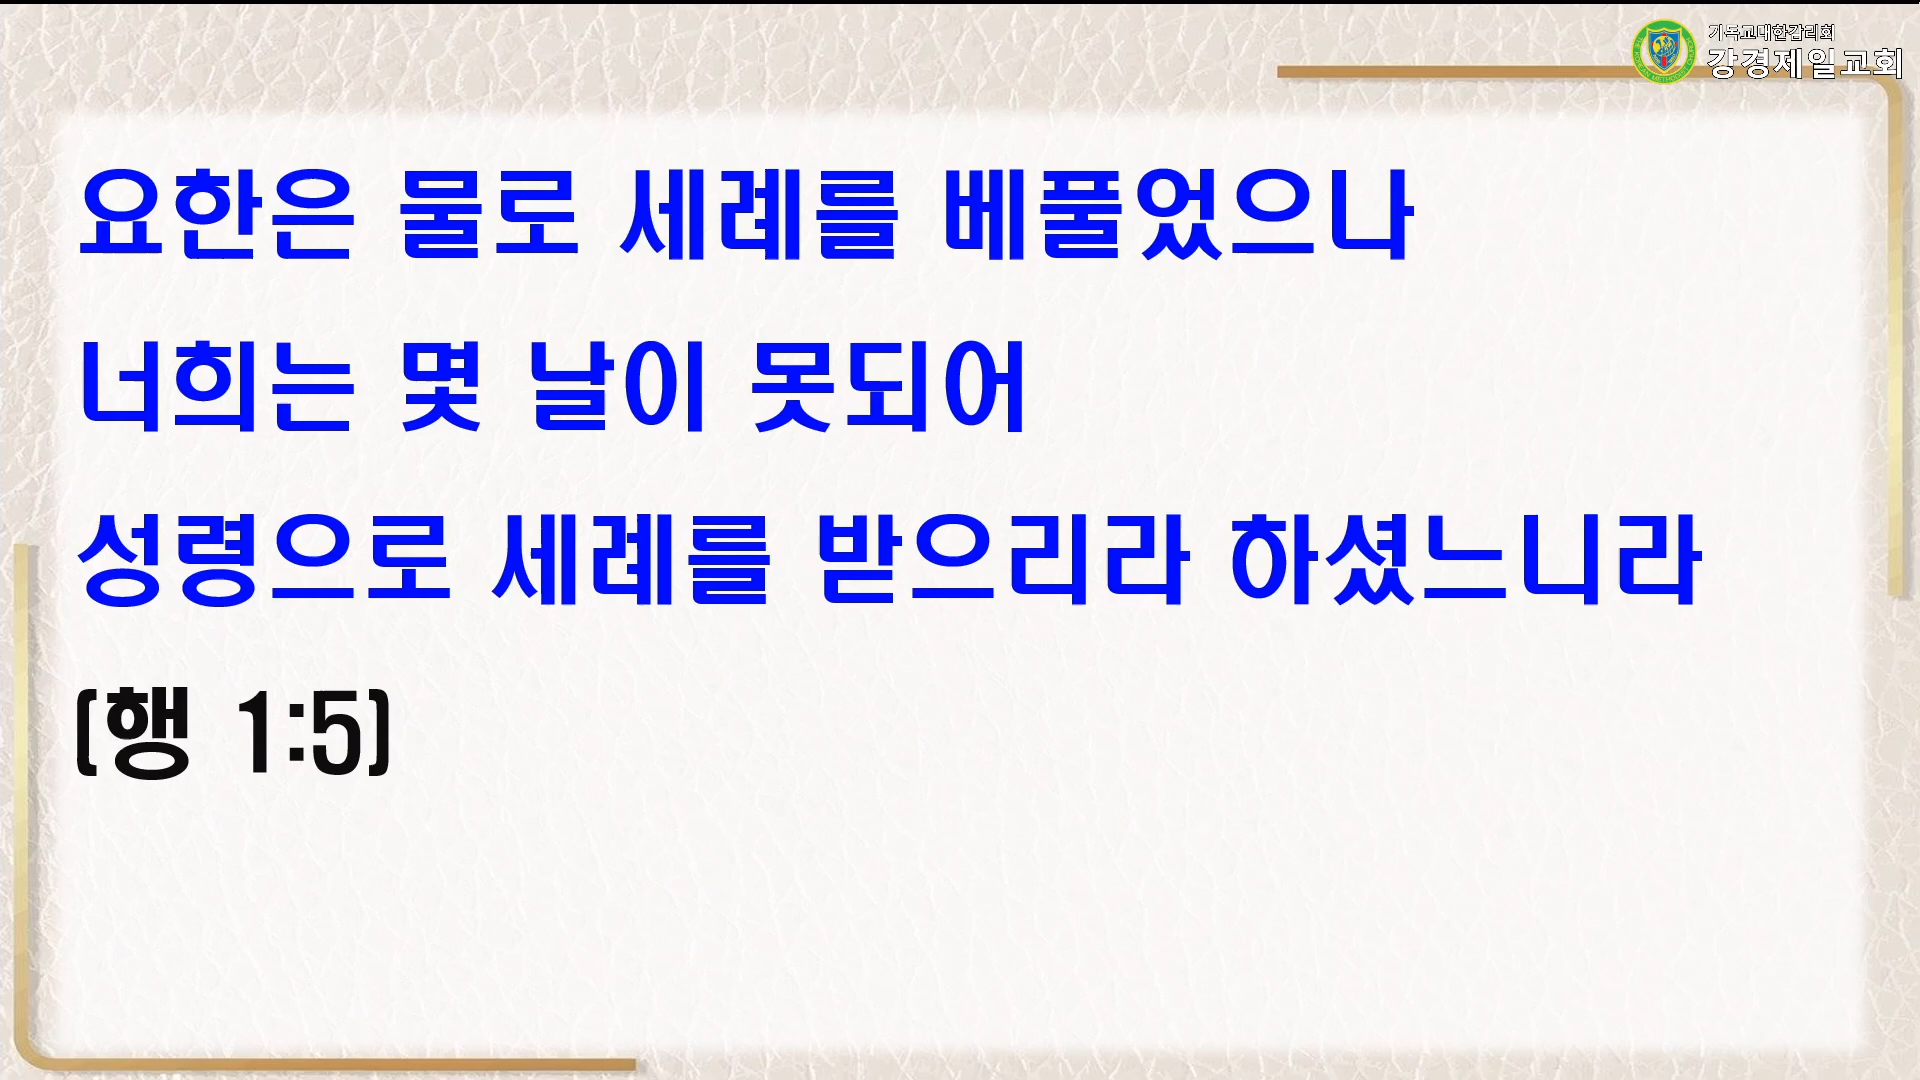 기독교대한감리회
강경제일교회
요한은 물로 세례를 베풀었으나
너희는 몇 날이 못되어
성령으로 세례를 받으리라 하셨느니라
(행 1:5)